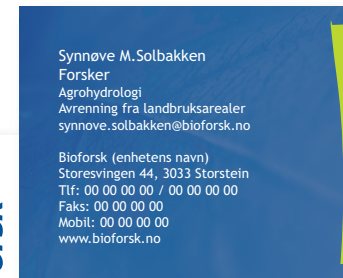 Synnøve M.Solbakken
Forsker
Agrohydrologi
Avrenning fra landbruksarealer
synnove.solbakken@bioforsk.no
Bioforsk (enhetens navn)
Storesvingen 44, 3033 Storstein
Tlf: 00 00 00 00 / 00 00 00 00
Faks: 00 00 00 00
Mobil: 00 00 00 00
www.bioforsk.no